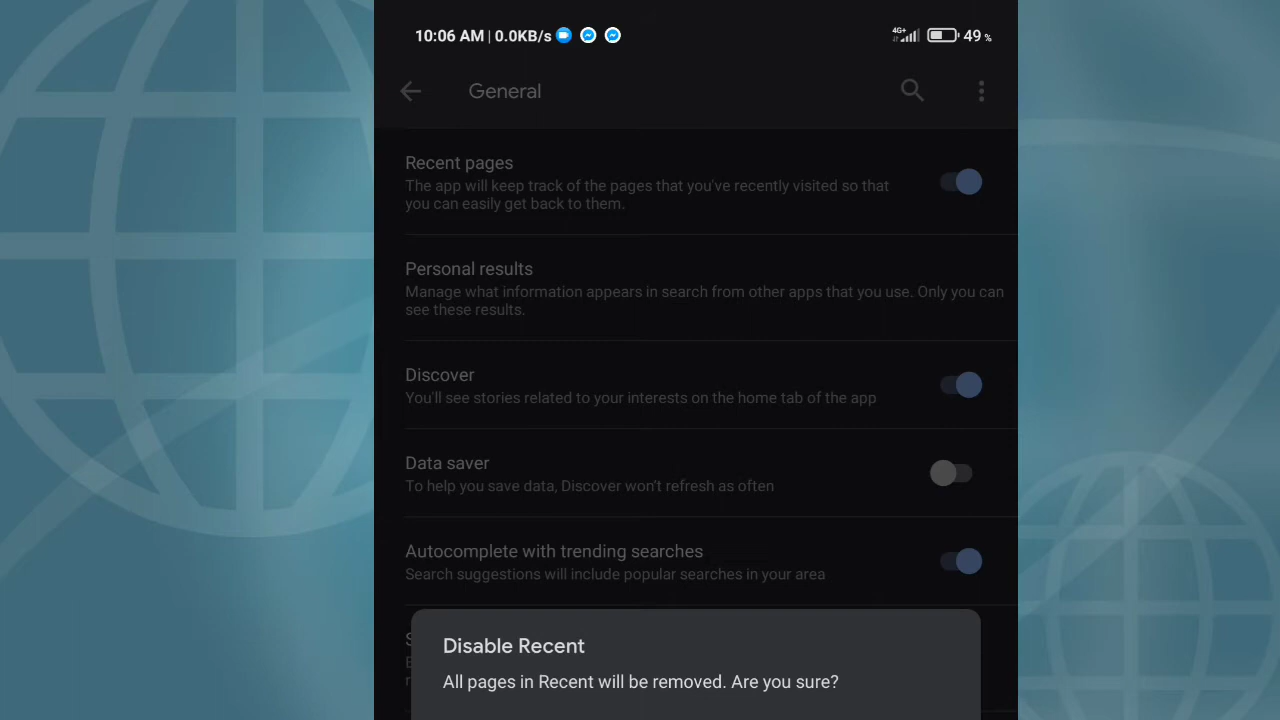 10:06 AM | 0.0KB/s 4G+ 49 %
General
Recent pages
The app will keep track of the pages that you've recently visited so that
you can easily get back to them.
Personal results
Manage what information appears in search from other apps that you use. Only you can
see these results.
Discover
You'll see stories related to your interests on the home tab of the app
Data saver
To help you save data, Discover won't refresh as often
Autocomplete with trending searches
Search suggestions will include popular searches in your area
Disable Recent
All pages in Recent will be removed. Are you sure?